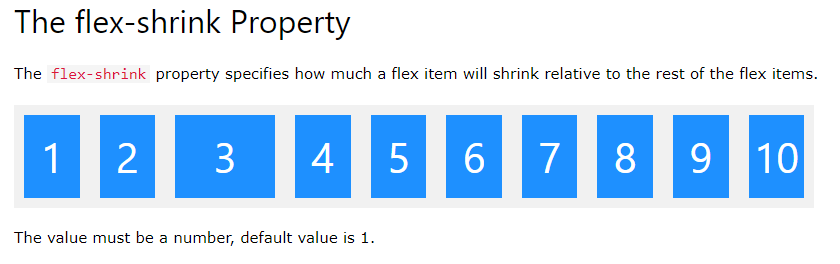 The flex-shrink Property
The flex-shrink property specifies how much a flex item will shrink relative to the rest of the flex items.
1 2 3 4 5 6 7 8 9 10
The value must be a number, default value is 1.